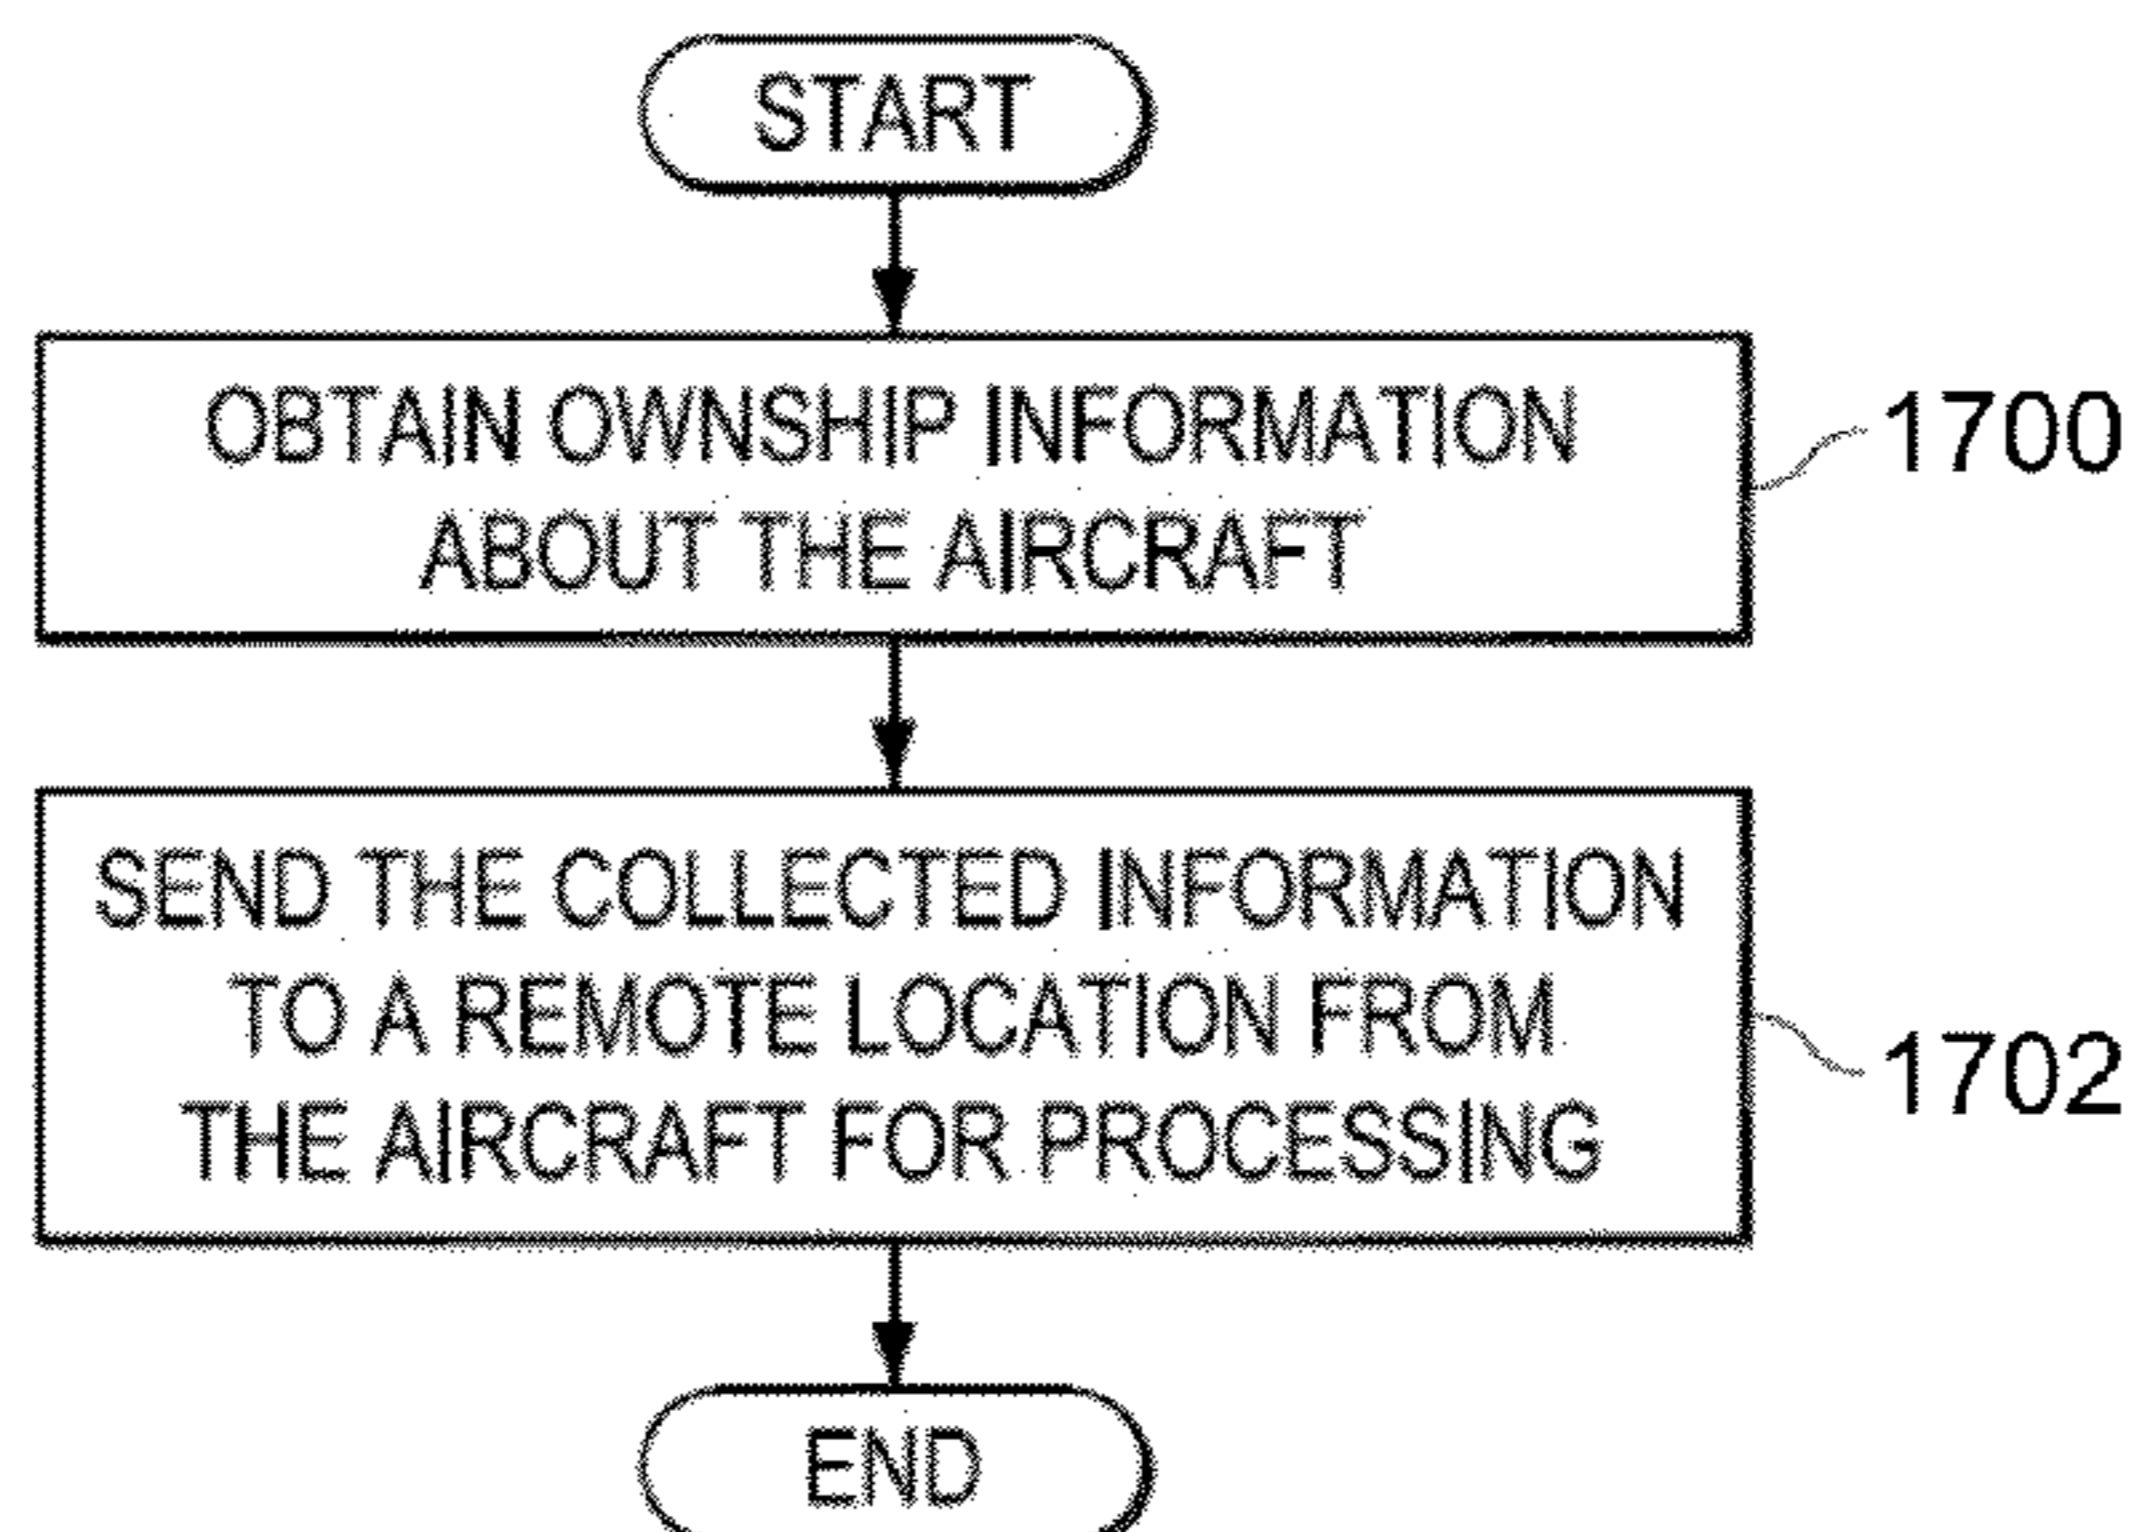 START
OBTAIN OWNSHIP INFORMATION
ABOUT THE AIRCRAFT
1700
SEND THE COLLECTED INFORMATION
TO A REMOTE LOCATION FROM
THE AIRCRAFT FOR PROCESSING
1702
END